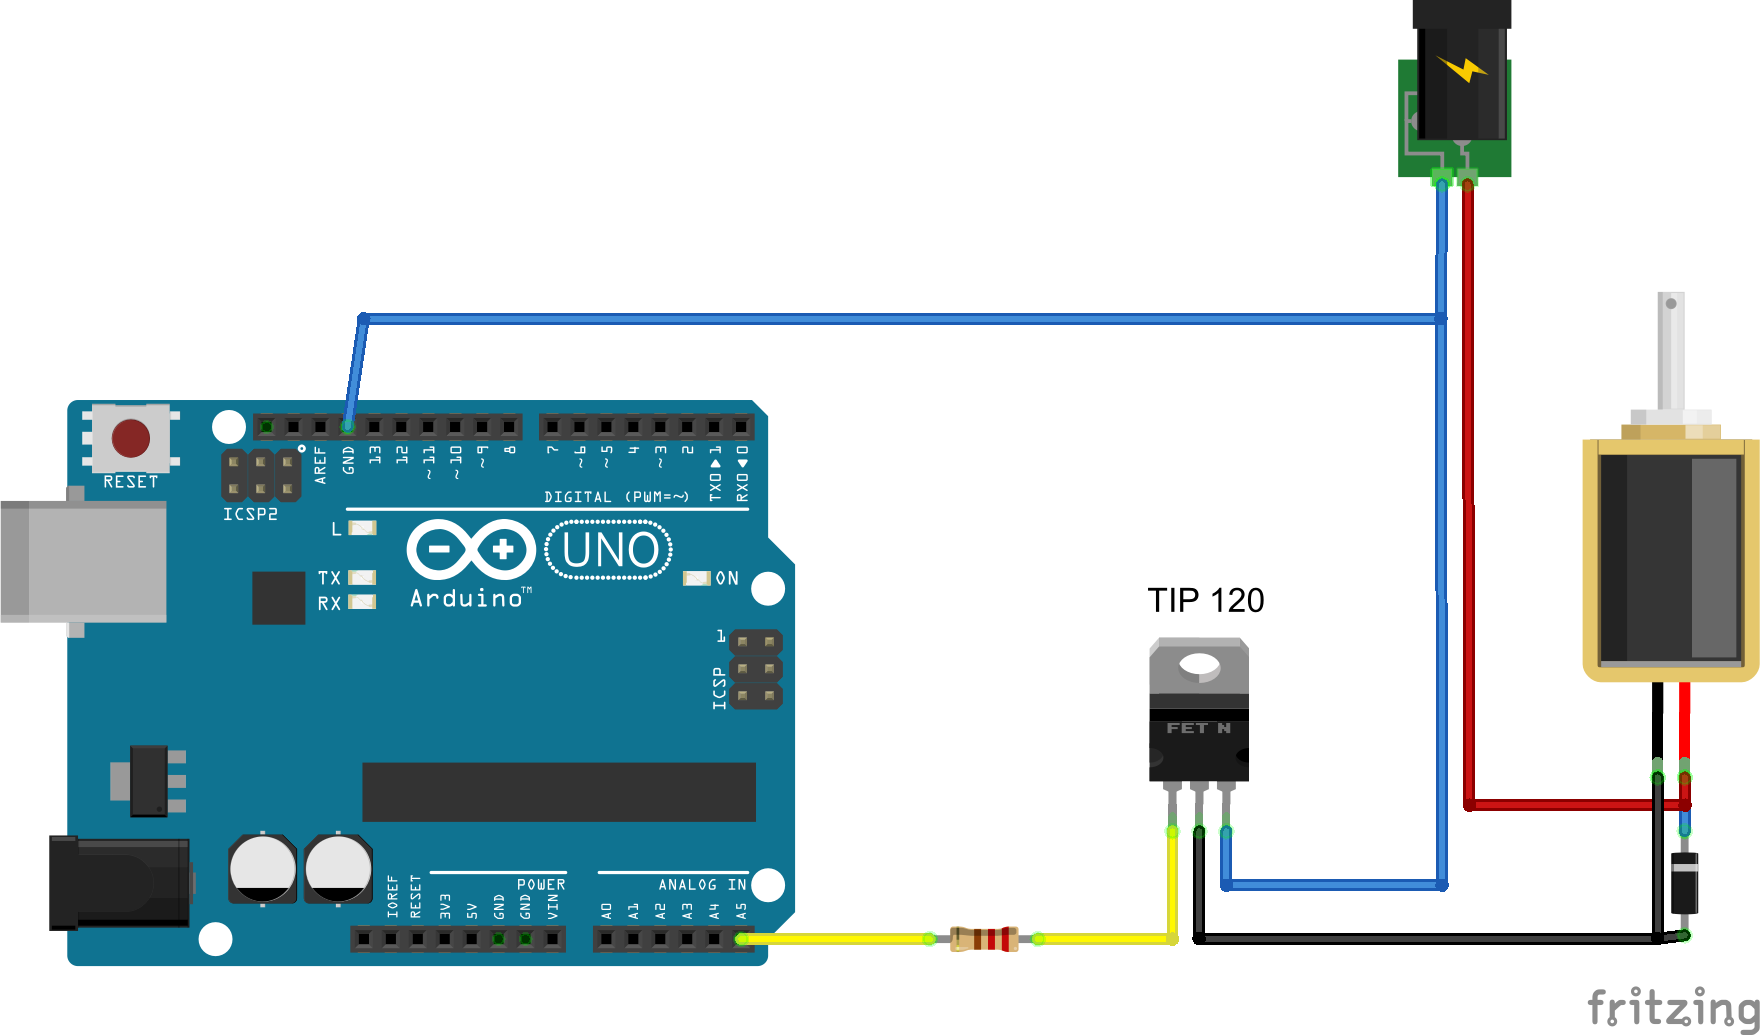 RESET
ICSP2
AREF
GND
13
12
~11
~10
~9
8
7
~6
~5
4
~3
2
TX0▶1
RX0◀0
DIGITAL (PWM=~)
L
TX
RX
Arduino™
UNO
ON
1
ICSP
IOREF
RESET
3V3
5V
GND
GND
VIN
POWER
ANALOG IN
A0
A1
A2
A3
A4
A5
TIP 120
FET N
fritzing